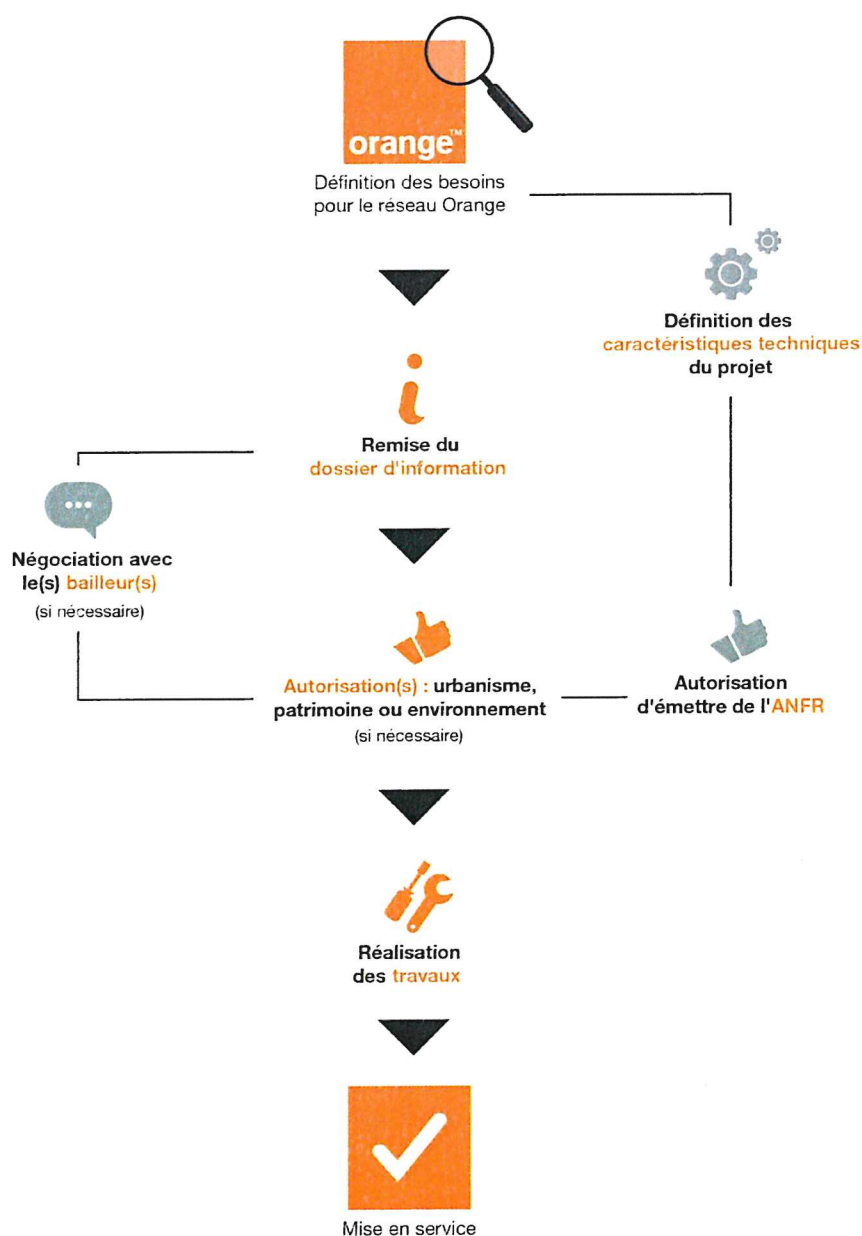 orange™
Définition des besoins
pour le réseau Orange
Définition des
caractéristiques techniques
du projet
Remise du
dossier d'information
Négociation avec
le(s) bailleur(s)
(si nécessaire)
Autorisation(s) : urbanisme,
patrimoine ou environnement
(si nécessaire)
Autorisation
d'émettre de l'ANFR
Réalisation
des travaux
Mise en service